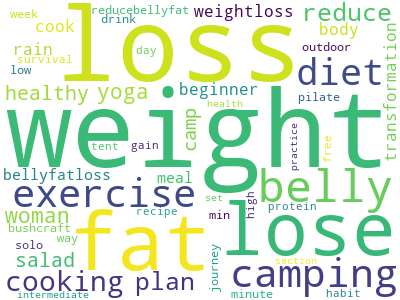 week reducebellyfat drink weightloss reduce
cook loss body
rain day outdoor
survival diet
low pilate
healthy yoga beginner transformation
weight
health
camp practice free
tent gain
bellyfatloss meal belly
exercise
woman recipe set min high protein
bushcraft fat lose
solo way
salad journey section camping
cooking plan
intermediate minute habit